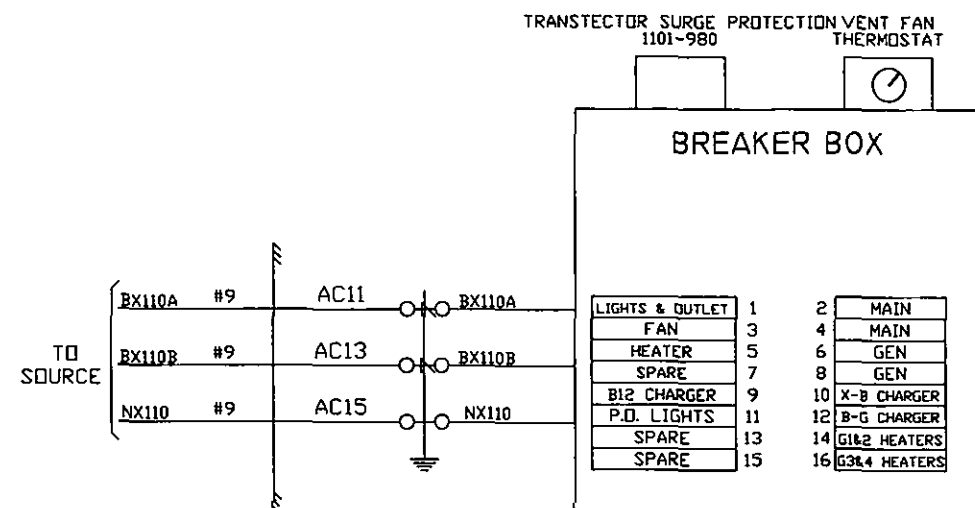 TRANSTECTOR SURGE PROTECTION
1101-980
VENT FAN
THERMOSTAT
BREAKER BOX
TO
SOURCE
BX110A #9 AC11 BX110A
BX110B #9 AC13 BX110B
NX110 #9 AC15 NX110
LIGHTS & OUTLET 1 2 MAIN
FAN 3 4 MAIN
HEATER 5 6 GEN
SPARE 7 8 GEN
B12 CHARGER 9 10 X-B CHARGER
P.O. LIGHTS 11 12 B-G CHARGER
SPARE 13 14 G1&2 HEATERS
SPARE 15 16 G3&4 HEATERS